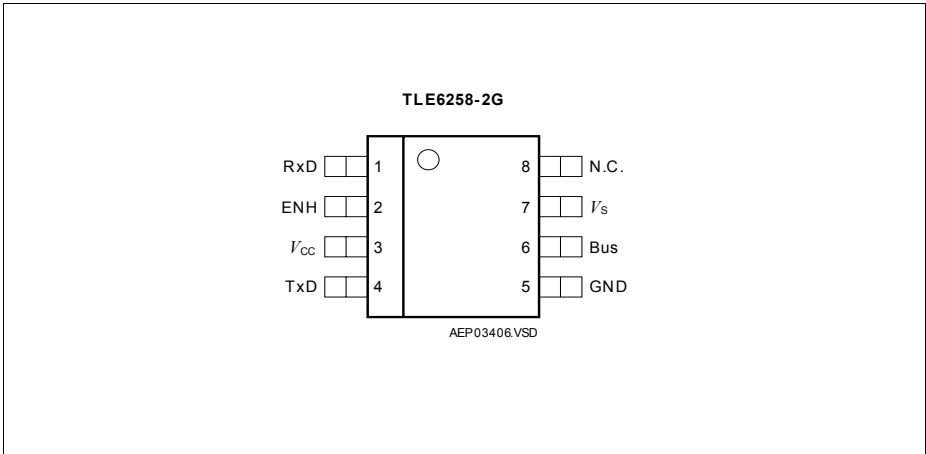 TLE6258-2G
RxD 1 8 N.C.
ENH 2 7 VS
VCC 3 6 Bus
TxD 4 5 GND
AEP03406.VSD